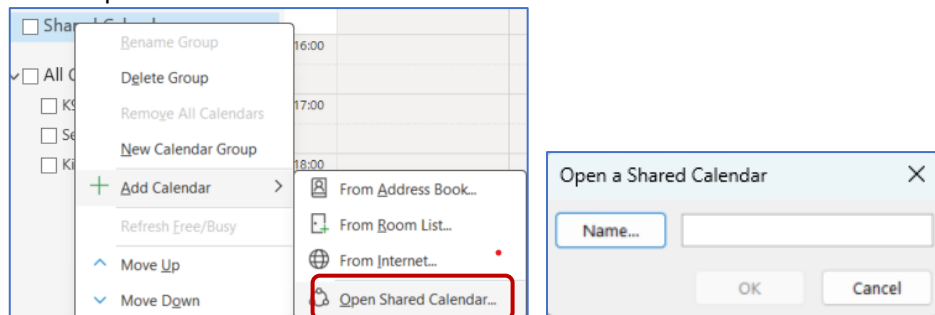 Rename Group
16:00
Delete Group
17:00
Remove All Calendars
New Calendar Group
18:00
Add Calendar
From Address Book...
Refresh Free/Busy
From Room List...
Move Up
From Internet...
Move Down
Open Shared Calendar...
Open a Shared Calendar
Name...
OK Cancel